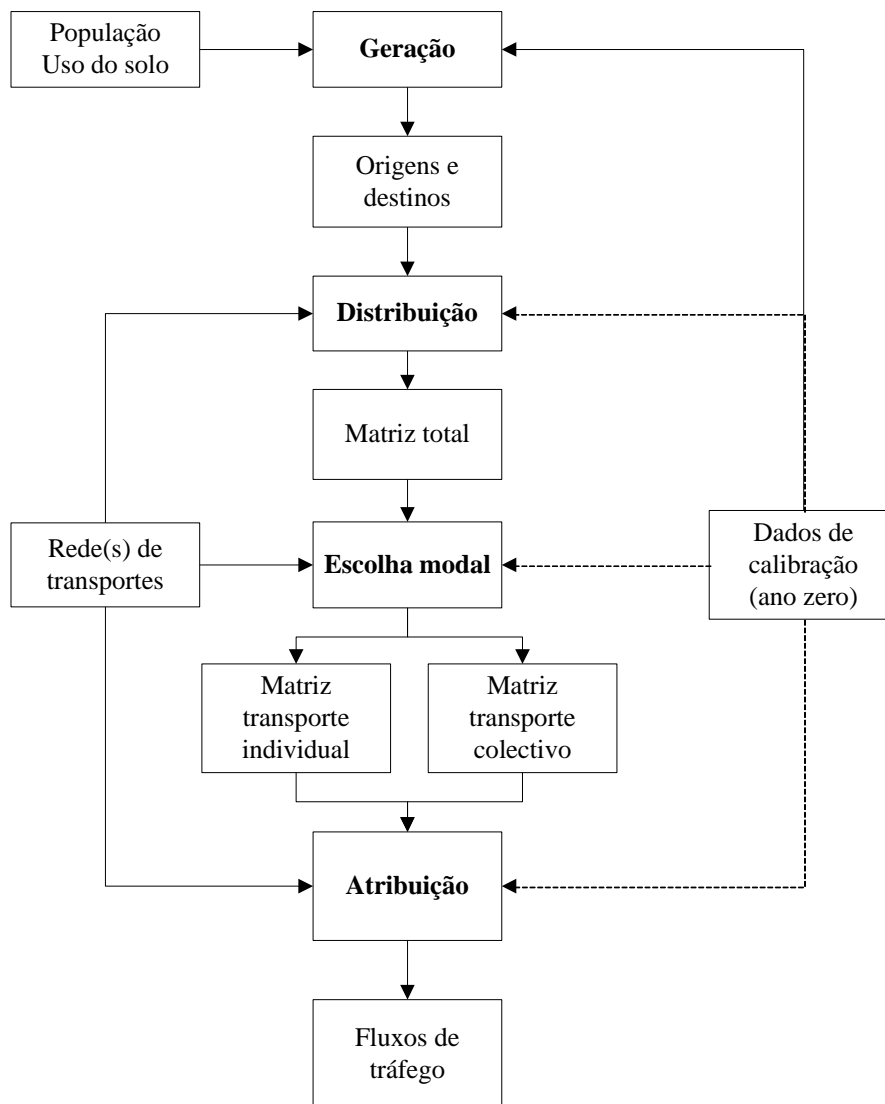 População
Uso do solo
Geração
Origens e
destinos
Distribuição
Matriz total
Rede(s) de
transportes
Escolha modal
Dados de
calibração
(ano zero)
Matriz
transporte
individual
Matriz
transporte
colectivo
Atribuição
Fluxos de
tráfego